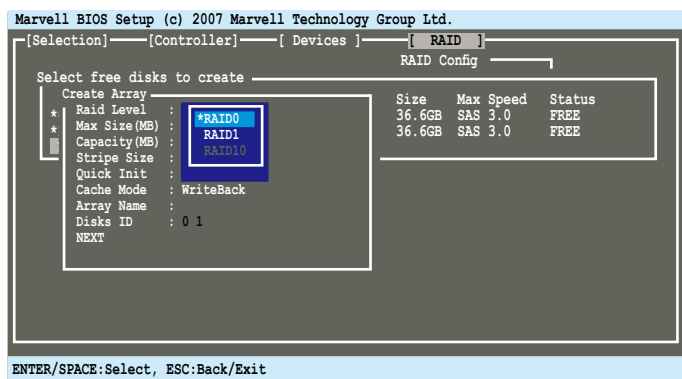 Marvell BIOS Setup (c) 2007 Marvell Technology Group Ltd.
[Selection] [Controller] [ Devices ] [ RAID ]
RAID Config
Select free disks to create
Create Array
Size Max Speed Status
* Raid Level : *RAID0 36.6GB SAS 3.0 FREE
* Max Size(MB) : RAID1 36.6GB SAS 3.0 FREE
Capacity(MB) : RAID10
Stripe Size :
Quick Init :
Cache Mode : WriteBack
Array Name :
Disks ID : 0 1
NEXT
ENTER/SPACE:Select, ESC:Back/Exit